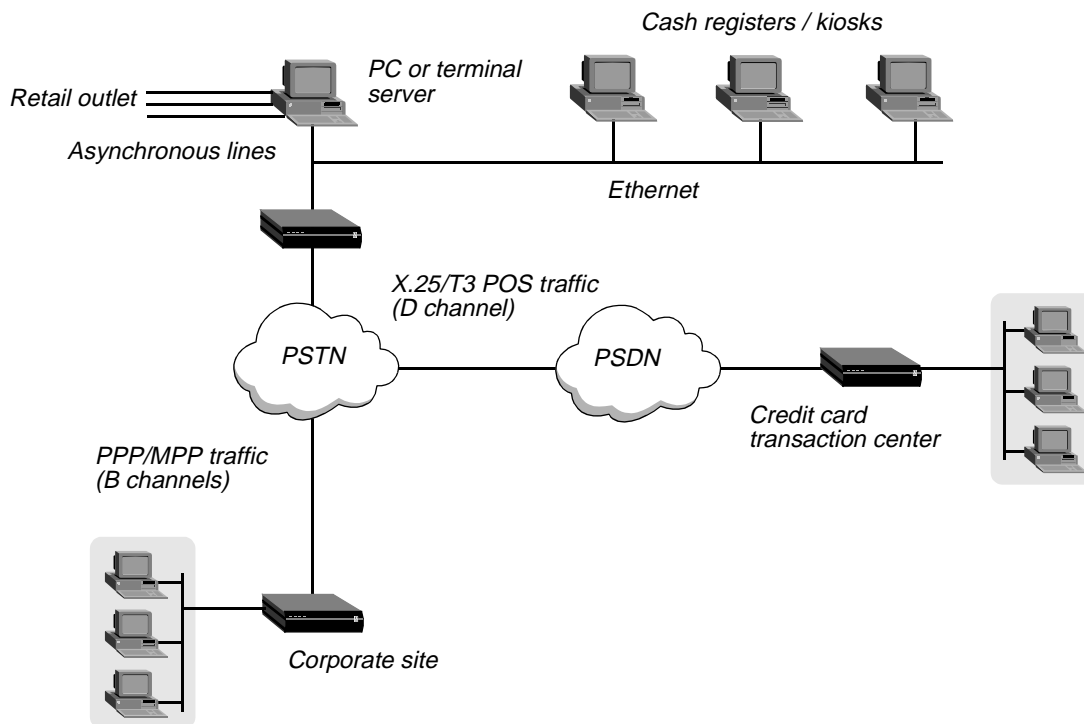 Cash registers / kiosks
PC or terminal
server
Retail outlet
Asynchronous lines
Ethernet
X.25/T3 POS traffic
(D channel)
PSTN
PSDN
Credit card
transaction center
PPP/MPP traffic
(B channels)
Corporate site